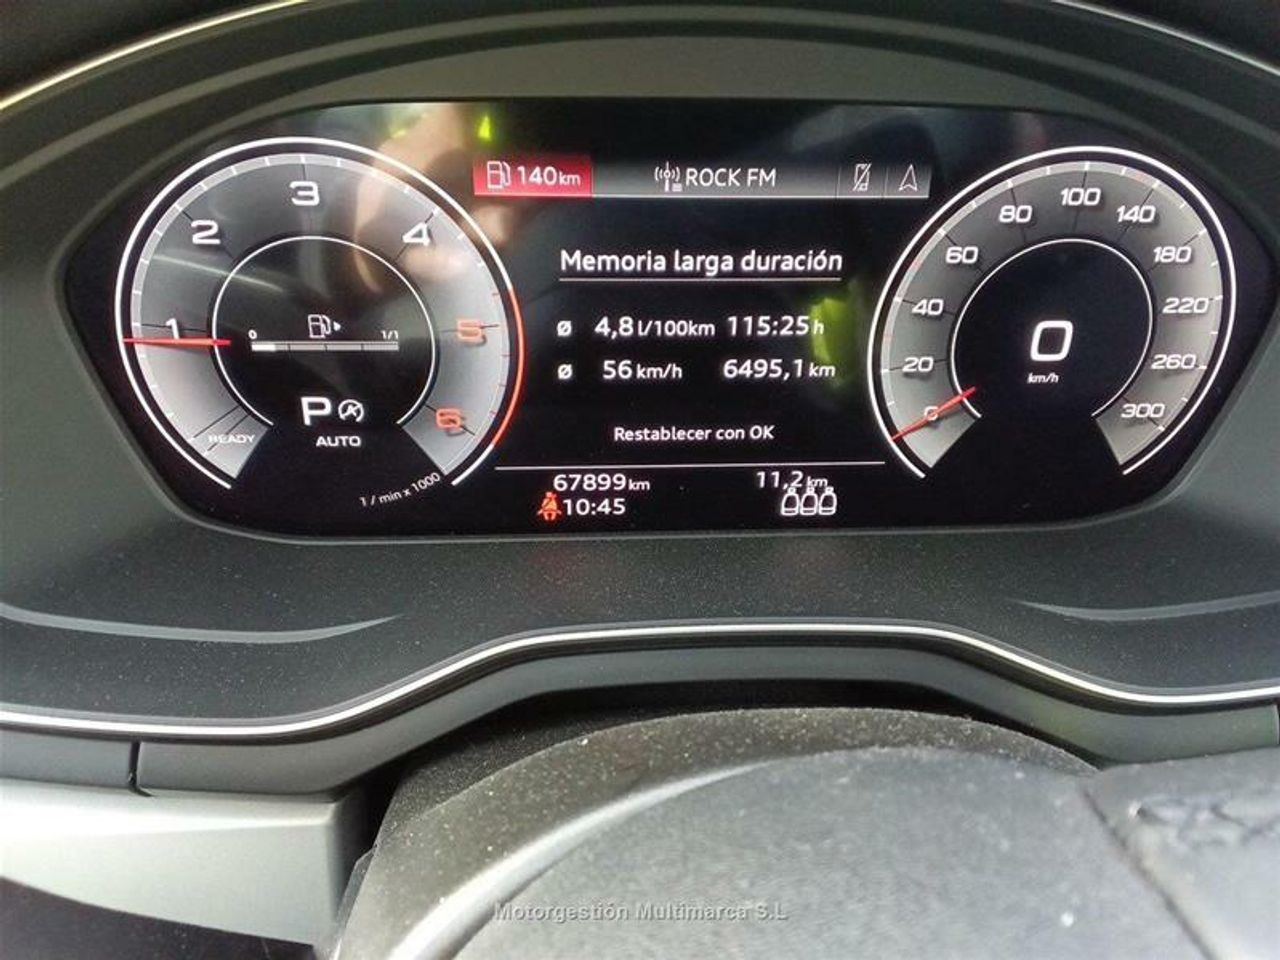 140km ROCK FM
Memoria larga duración
ø 4,8 l/100km 115:25 h
ø 56 km/h 6495,1 km
Restablecer con OK
67899 km 11,2 km
10:45
1 2 3 4 5 6
0 1/1
P
AUTO
READY
1 / min x 1000
0 20 40 60 80 100 140 180 220 260 300
0
km/h
Motorgestión Multimarca S.L